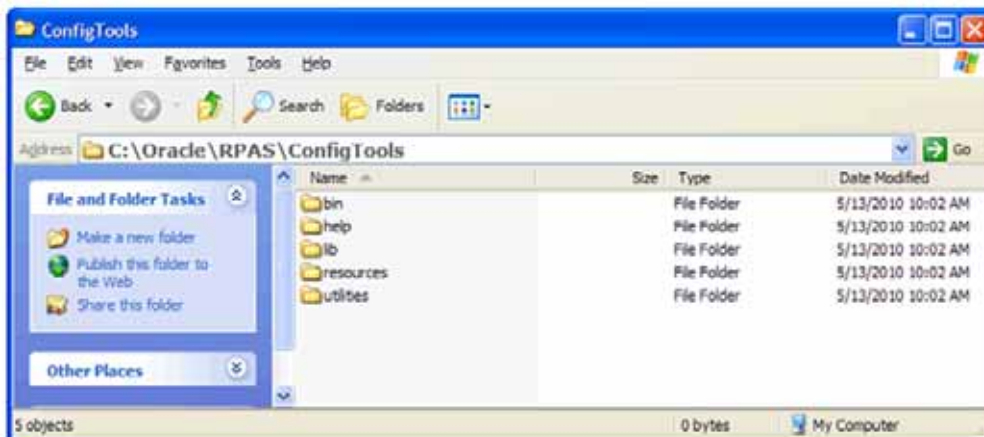 ConfigTools
File Edit View Favorites Tools Help
Back Search Folders
Address C:\Oracle\RPAS\ConfigTools Go
File and Folder Tasks
Make a new folder
Publish this folder to
the Web
Share this folder
Other Places
Name Size Type Date Modified
bin File Folder 5/13/2010 10:02 AM
help File Folder 5/13/2010 10:02 AM
lib File Folder 5/13/2010 10:02 AM
resources File Folder 5/13/2010 10:02 AM
utilities File Folder 5/13/2010 10:02 AM
5 objects 0 bytes My Computer